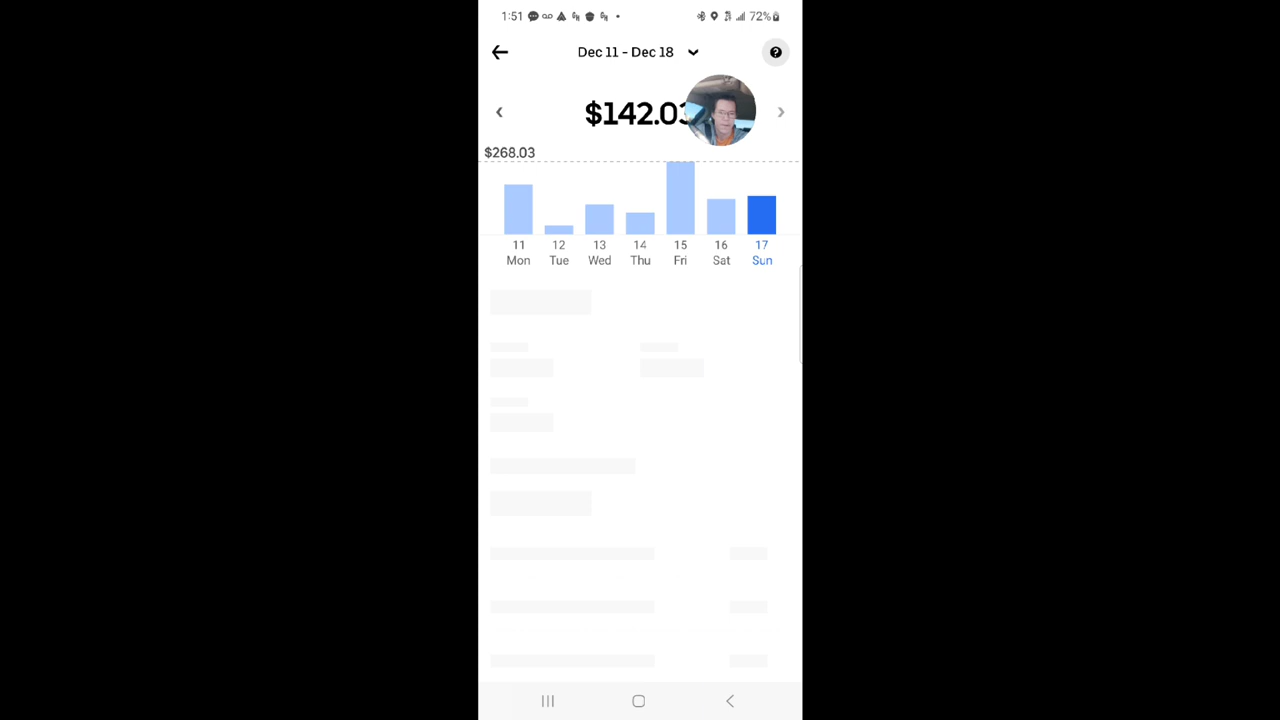 1:51 72%
Dec 11 - Dec 18
$142.03
$268.03
11 12 13 14 15 16 17
Mon Tue Wed Thu Fri Sat Sun